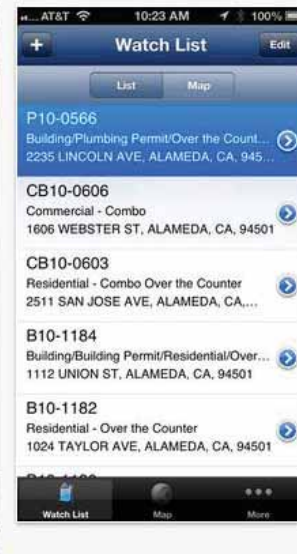 AT&T 10:23 AM 100%
+ Watch List Edit
List Map
P10-0566
Building/Plumbing Permit/Over the Count...
2235 LINCOLN AVE, ALAMEDA, CA, 945...
CB10-0606
Commercial - Combo
1606 WEBSTER ST, ALAMEDA, CA, 94501
CB10-0603
Residential - Combo Over the Counter
2511 SAN JOSE AVE, ALAMEDA, CA,...
B10-1184
Building/Building Permit/Residential/Over...
1112 UNION ST, ALAMEDA, CA, 94501
B10-1182
Residential - Over the Counter
1024 TAYLOR AVE, ALAMEDA, CA, 94501
Watch List Map More